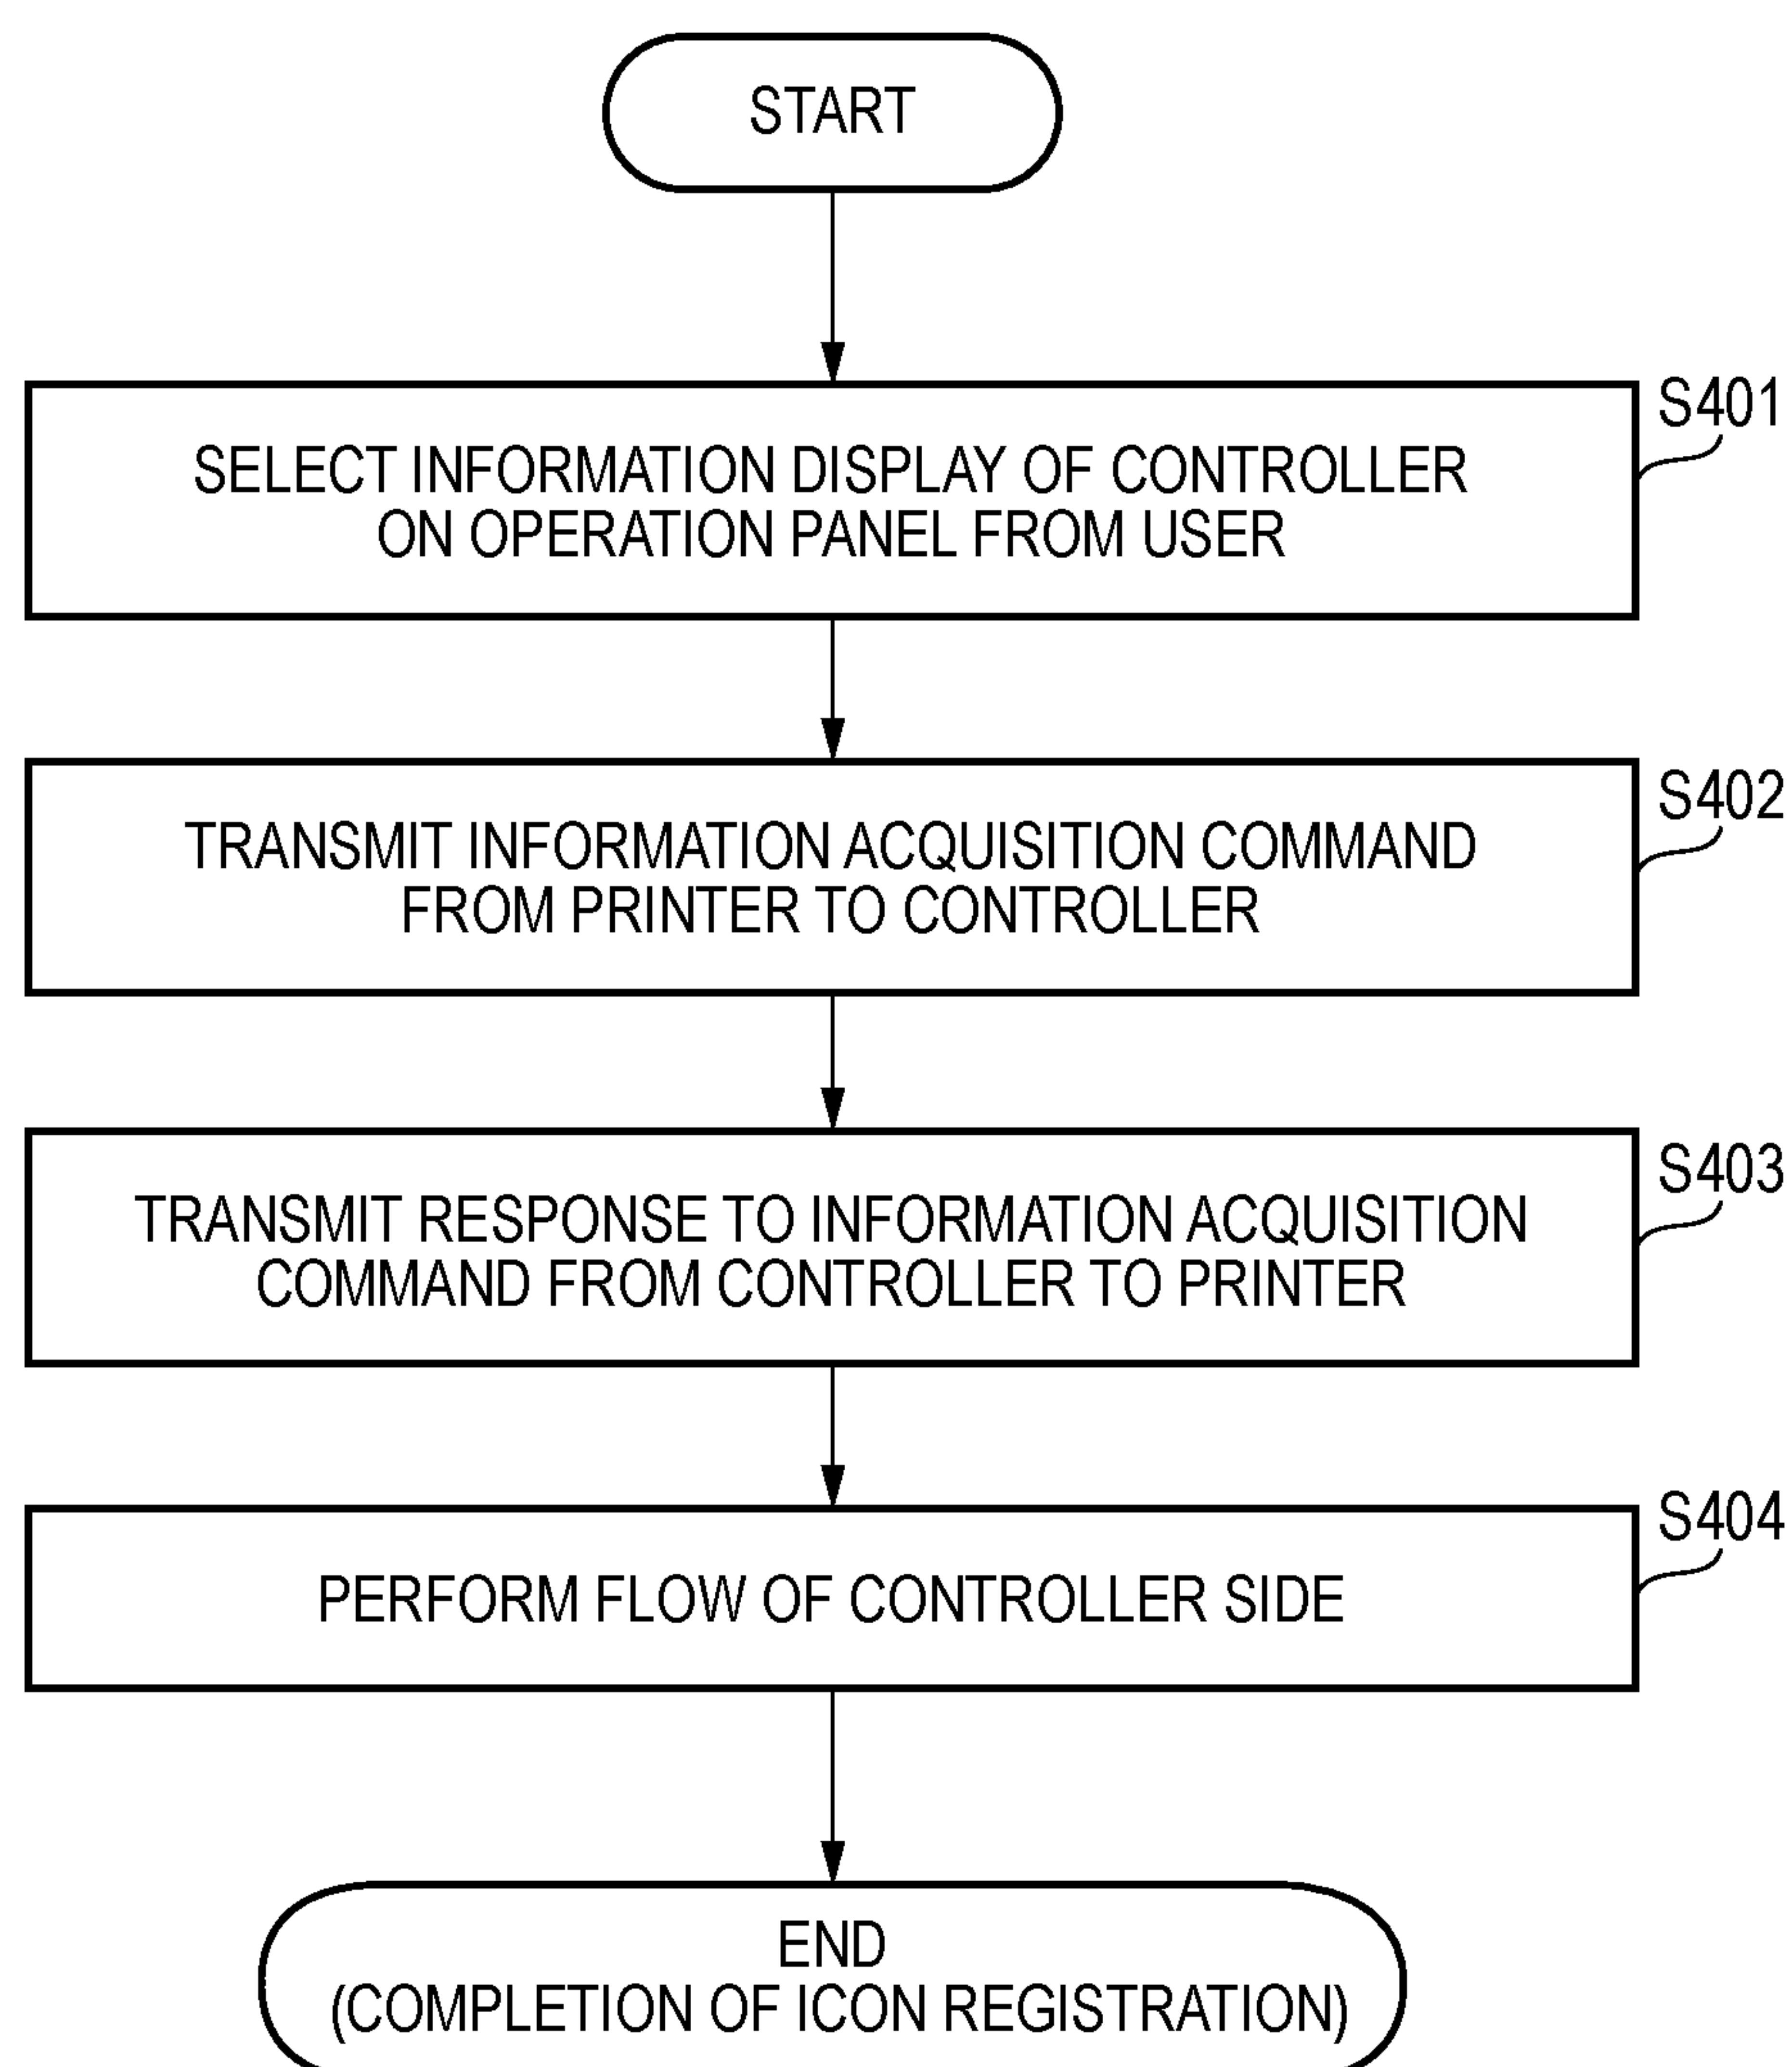 START
S401
SELECT INFORMATION DISPLAY OF CONTROLLER
ON OPERATION PANEL FROM USER
S402
TRANSMIT INFORMATION ACQUISITION COMMAND
FROM PRINTER TO CONTROLLER
S403
TRANSMIT RESPONSE TO INFORMATION ACQUISITION
COMMAND FROM CONTROLLER TO PRINTER
S404
PERFORM FLOW OF CONTROLLER SIDE
END
(COMPLETION OF ICON REGISTRATION)